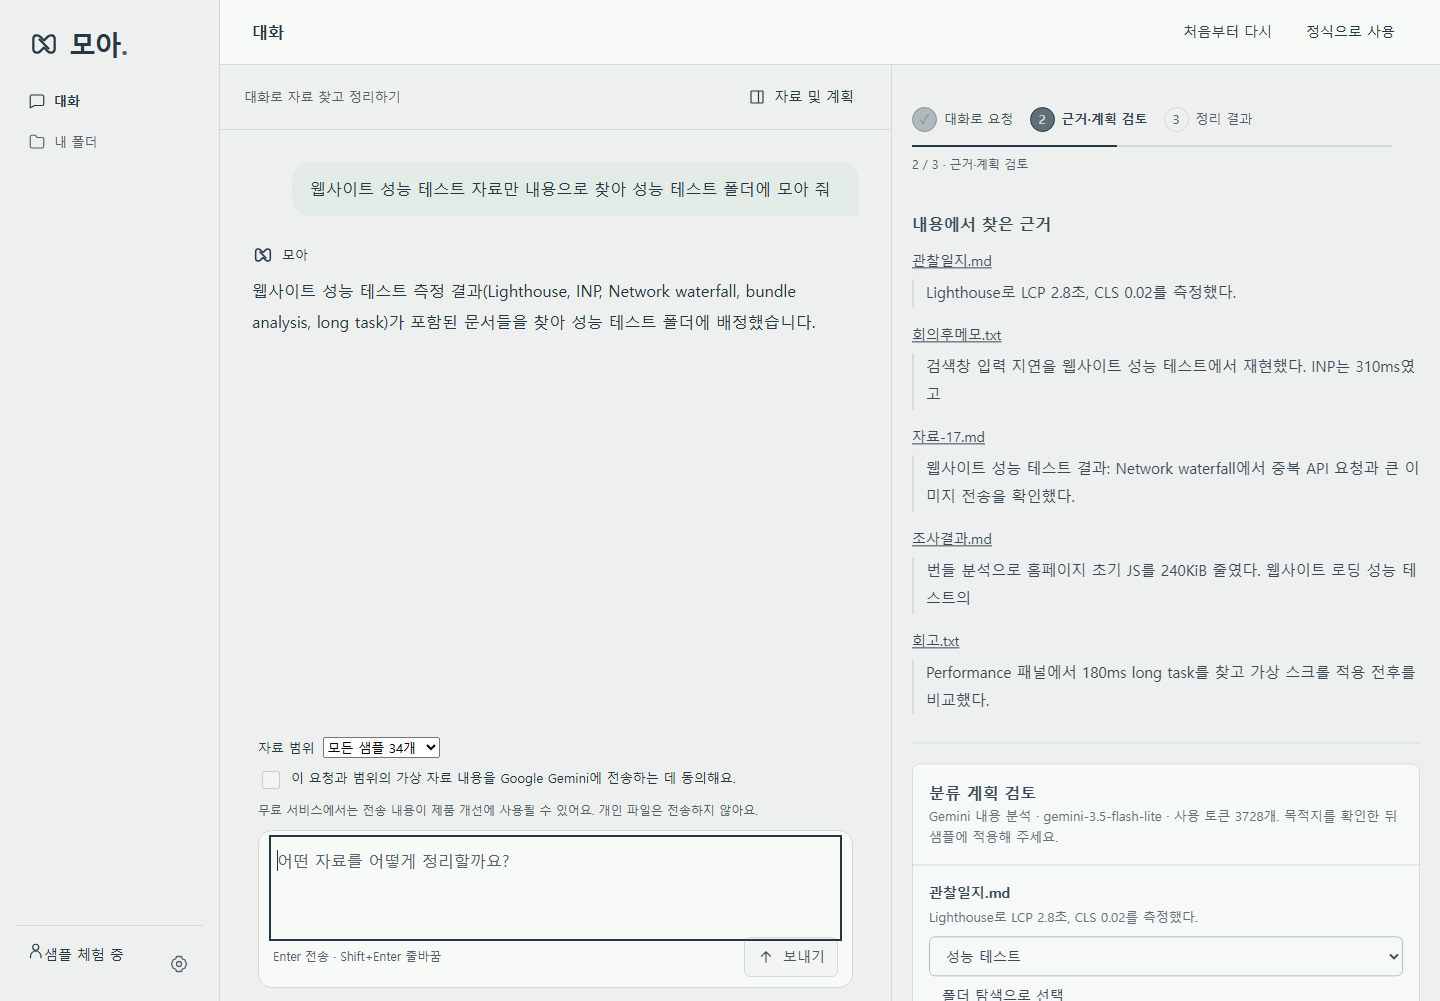 모아.
대화
내 폴더
샘플 체험 중
대화
처음부터 다시
정식으로 사용
대화로 자료 찾고 정리하기
자료 및 계획
웹사이트 성능 테스트 자료만 내용으로 찾아 성능 테스트 폴더에 모아 줘
모아
웹사이트 성능 테스트 측정 결과(Lighthouse, INP, Network waterfall, bundle
analysis, long task)가 포함된 문서들을 찾아 성능 테스트 폴더에 배정했습니다.
자료 범위
모든 샘플 34개
이 요청과 범위의 가상 자료 내용을 Google Gemini에 전송하는 데 동의해요.
무료 서비스에서는 전송 내용이 제품 개선에 사용될 수 있어요. 개인 파일은 전송하지 않아요.
어떤 자료를 어떻게 정리할까요?
Enter 전송 · Shift+Enter 줄바꿈
보내기
✓ 대화로 요청
2 근거·계획 검토
3 정리 결과
2 / 3 · 근거·계획 검토
내용에서 찾은 근거
관찰일지.md
Lighthouse로 LCP 2.8초, CLS 0.02를 측정했다.
회의후메모.txt
검색창 입력 지연을 웹사이트 성능 테스트에서 재현했다. INP는 310ms였
고
자료-17.md
웹사이트 성능 테스트 결과: Network waterfall에서 중복 API 요청과 큰 이
미지 전송을 확인했다.
조사결과.md
번들 분석으로 홈페이지 초기 JS를 240KiB 줄였다. 웹사이트 로딩 성능 테
스트의
회고.txt
Performance 패널에서 180ms long task를 찾고 가상 스크롤 적용 전후를
비교했다.
분류 계획 검토
Gemini 내용 분석 · gemini-3.5-flash-lite · 사용 토큰 3728개. 목적지를 확인한 뒤
샘플에 적용해 주세요.
관찰일지.md
Lighthouse로 LCP 2.8초, CLS 0.02를 측정했다.
성능 테스트
폴더 탐색으로 선택